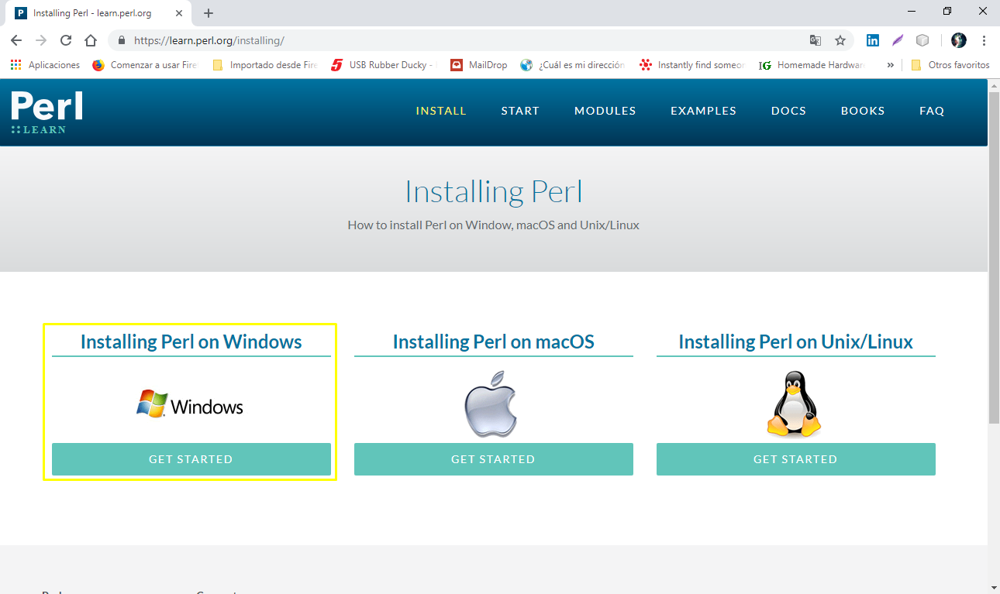 P Installing Perl - learn.perl.org
https://learn.perl.org/installing/
Aplicaciones Comenzar a usar Fire Importado desde Fire 5 USB Rubber Ducky - MailDrop ¿Cuál es mi dirección Instantly find someor IG Homemade Hardwar » Otros favoritos
Perl
LEARN
INSTALL START MODULES EXAMPLES DOCS BOOKS FAQ
Installing Perl
How to install Perl on Window, macOS and Unix/Linux
Installing Perl on Windows Installing Perl on macOS Installing Perl on Unix/Linux
Windows
GET STARTED GET STARTED GET STARTED